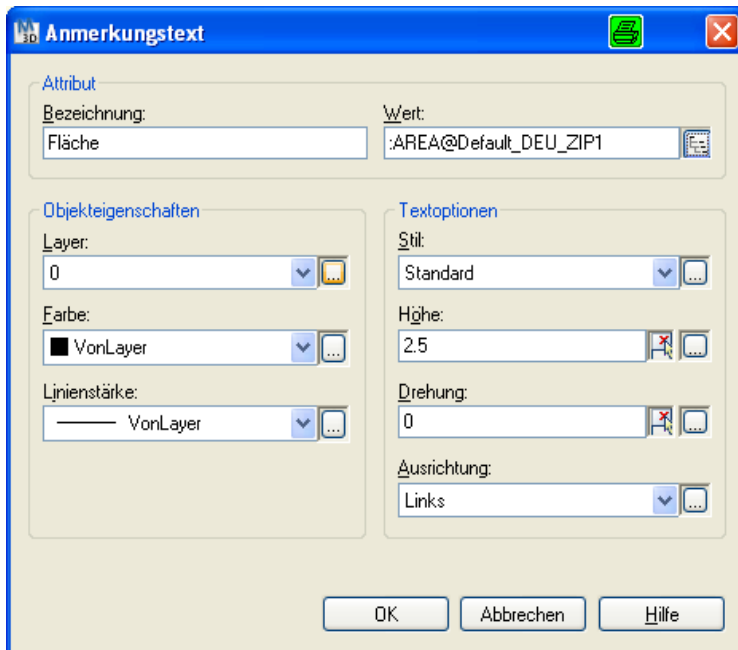 M 3D Anmerkungstext
Attribut
Bezeichnung: Wert:
Fläche :AREA@Default_DEU_ZIP1
Objekteigenschaften Textoptionen
Layer: Stil:
0 ... Standard ...
Farbe: Höhe:
VonLayer ... 2.5 ...
Linienstärke: Drehung:
VonLayer ... 0 ...
Ausrichtung:
Links ...
OK Abbrechen Hilfe